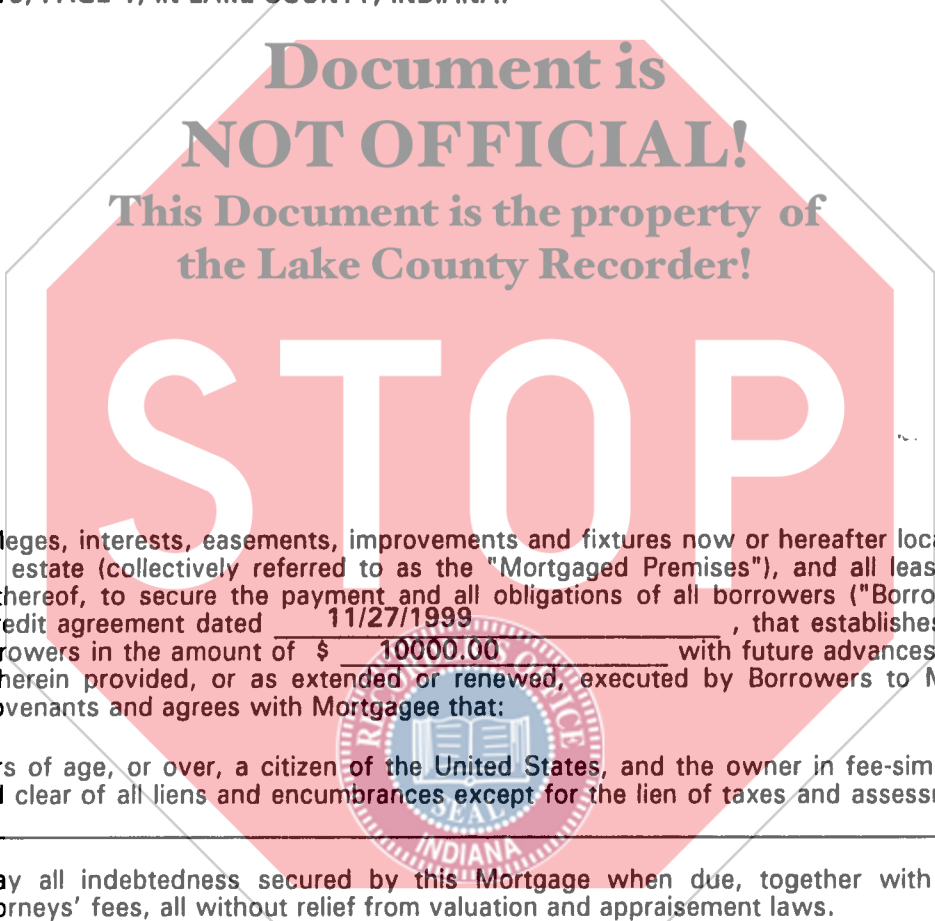 Document is
NOT OFFICIAL!
This Document is the property of
the Lake County Recorder!
STOP
leges, interests, easements, improvements and fixtures now or hereafter loca
estate (collectively referred to as the "Mortgaged Premises"), and all leas
thereof, to secure the payment and all obligations of all borrowers ("Borro
edit agreement dated 11/27/1999 , that establishes
rowers in the amount of $ 10000.00 with future advances
herein provided, or as extended or renewed, executed by Borrowers to M
ovenants and agrees with Mortgagee that:
RECORDER'S OFFICE
SEAL
INDIANA
rs of age, or over, a citizen of the United States, and the owner in fee-sim
clear of all liens and encumbrances except for the lien of taxes and assess
ay all indebtedness secured by this Mortgage when due, together with
orneys' fees, all without relief from valuation and appraisement laws.